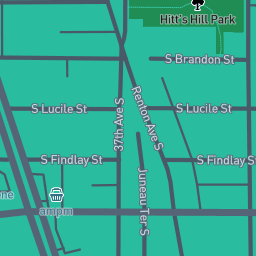 Hitt's Hill Park
S Brandon St
S Lucile St
S Lucile St
37th Ave S
Renton Ave S
S Findlay St
S Findlay St
Juneau Ter S
ampm